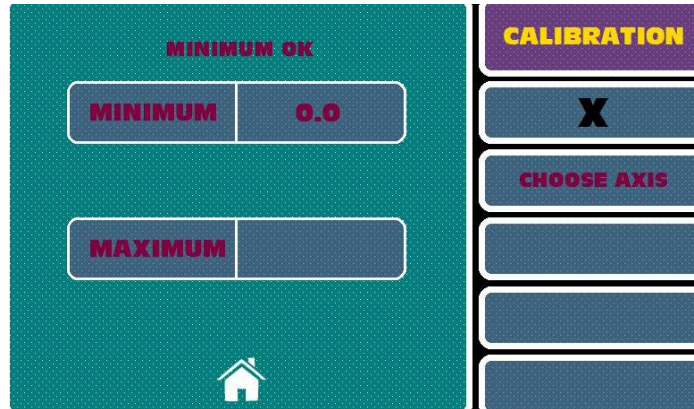 MINIMUM OK
MINIMUM 0.0
MAXIMUM
CALIBRATION
X
CHOOSE AXIS